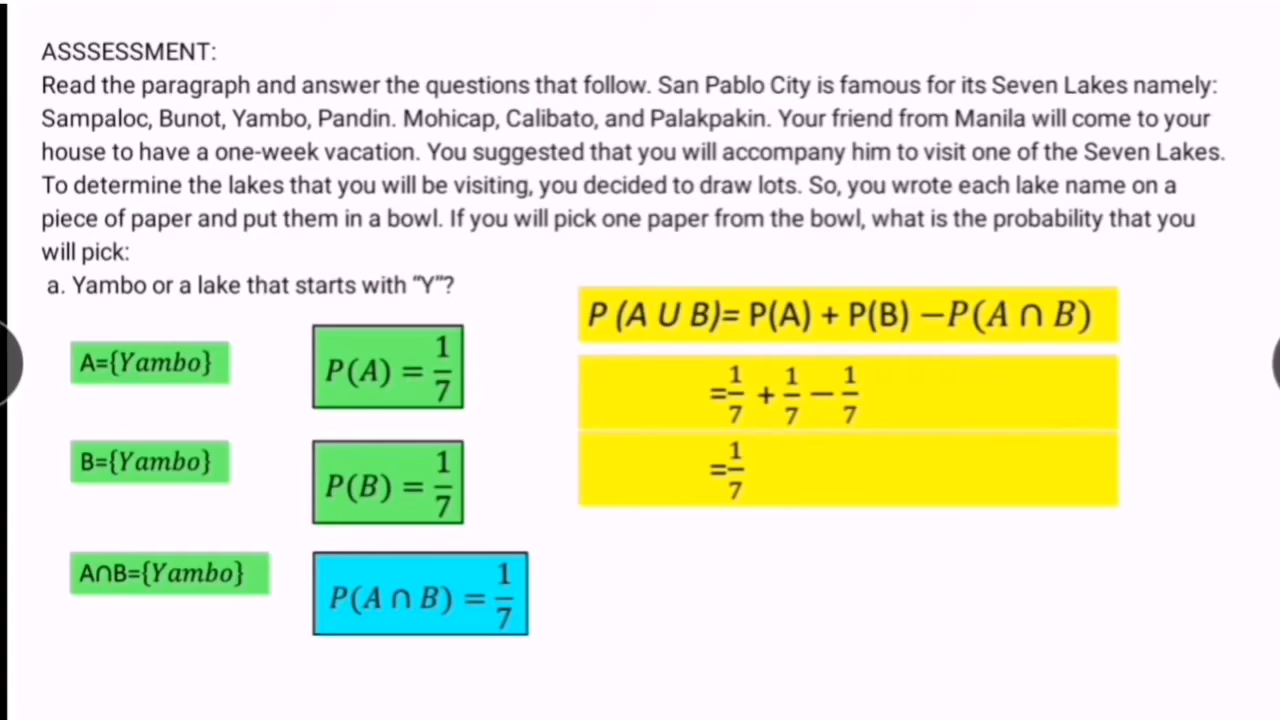 ASSSESSMENT:
Read the paragraph and answer the questions that follow. San Pablo City is famous for its Seven Lakes namely:
Sampaloc, Bunot, Yambo, Pandin. Mohicap, Calibato, and Palakpakin. Your friend from Manila will come to your
house to have a one-week vacation. You suggested that you will accompany him to visit one of the Seven Lakes.
To determine the lakes that you will be visiting, you decided to draw lots. So, you wrote each lake name on a
piece of paper and put them in a bowl. If you will pick one paper from the bowl, what is the probability that you
will pick:
a. Yambo or a lake that starts with "Y"?
A={Yambo}
P(A) = 1/7
B={Yambo}
P(B) = 1/7
A∩B={Yambo}
P(A ∩ B) = 1/7
P (A U B)= P(A) + P(B) –P(A ∩ B)
=1/7 + 1/7 – 1/7
=1/7